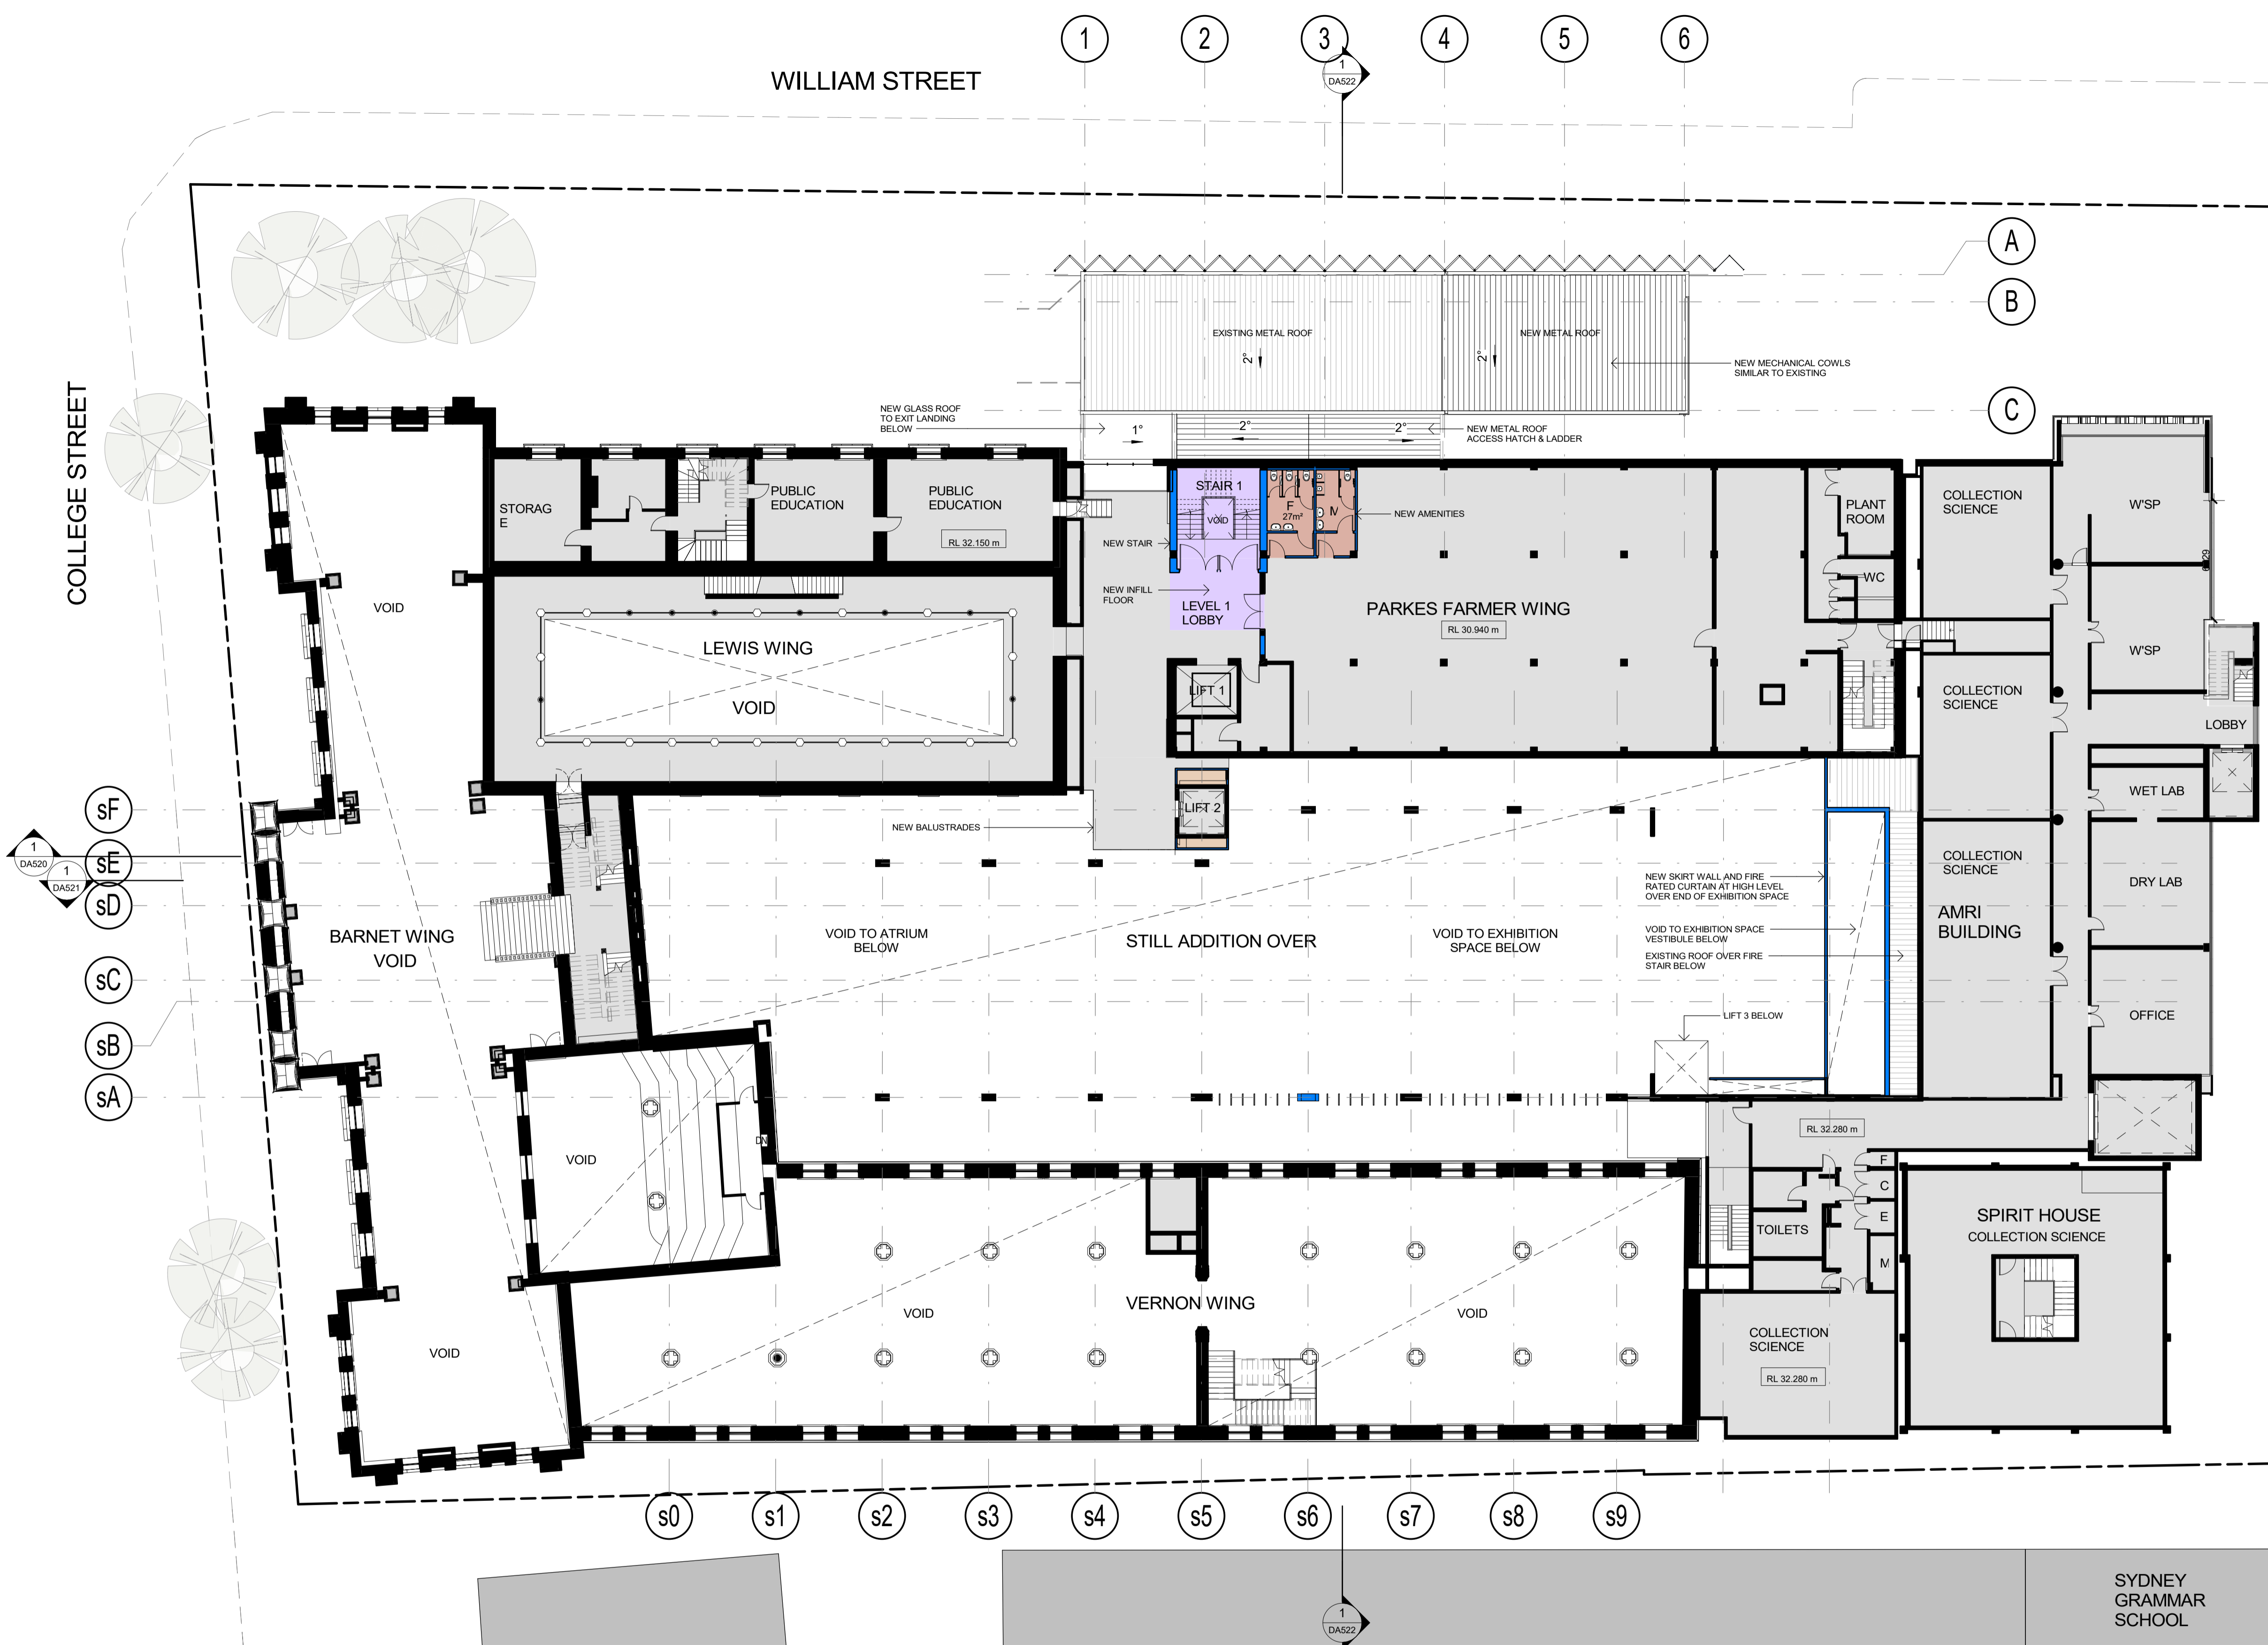 1
2
3
4
5
6
1
DA522
WILLIAM STREET
COLLEGE STREET
A
B
C
EXISTING METAL ROOF
2°
NEW METAL ROOF
2°
NEW MECHANICAL COWLS
SIMILAR TO EXISTING
NEW GLASS ROOF
TO EXIT LANDING
BELOW
1°
2°
2°
NEW METAL ROOF
ACCESS HATCH & LADDER
STORAG
E
PUBLIC
EDUCATION
PUBLIC
EDUCATION
RL 32.150 m
STAIR 1
VOID
F
27m²
M
NEW AMENITIES
NEW STAIR
NEW INFILL
FLOOR
LEVEL 1
LOBBY
PARKES FARMER WING
RL 30.940 m
PLANT
ROOM
WC
COLLECTION
SCIENCE
W'SP
W'SP
COLLECTION
SCIENCE
LOBBY
VOID
LEWIS WING
VOID
LIFT 1
LIFT 2
NEW BALUSTRADES
WET LAB
COLLECTION
SCIENCE
DRY LAB
AMRI
BUILDING
OFFICE
sF
sE
sD
sC
sB
sA
1
DA520
1
DA521
BARNET WING
VOID
VOID TO ATRIUM
BELOW
STILL ADDITION OVER
VOID TO EXHIBITION
SPACE BELOW
NEW SKIRT WALL AND FIRE
RATED CURTAIN AT HIGH LEVEL
OVER END OF EXHIBITION SPACE
VOID TO EXHIBITION SPACE
VESTIBULE BELOW
EXISTING ROOF OVER FIRE
STAIR BELOW
LIFT 3 BELOW
RL 32.280 m
VOID
DN
F
C
E
M
TOILETS
SPIRIT HOUSE
COLLECTION SCIENCE
VOID
VERNON WING
VOID
VOID
COLLECTION
SCIENCE
RL 32.280 m
s0
s1
s2
s3
s4
s5
s6
s7
s8
s9
1
DA522
SYDNEY
GRAMMAR
SCHOOL